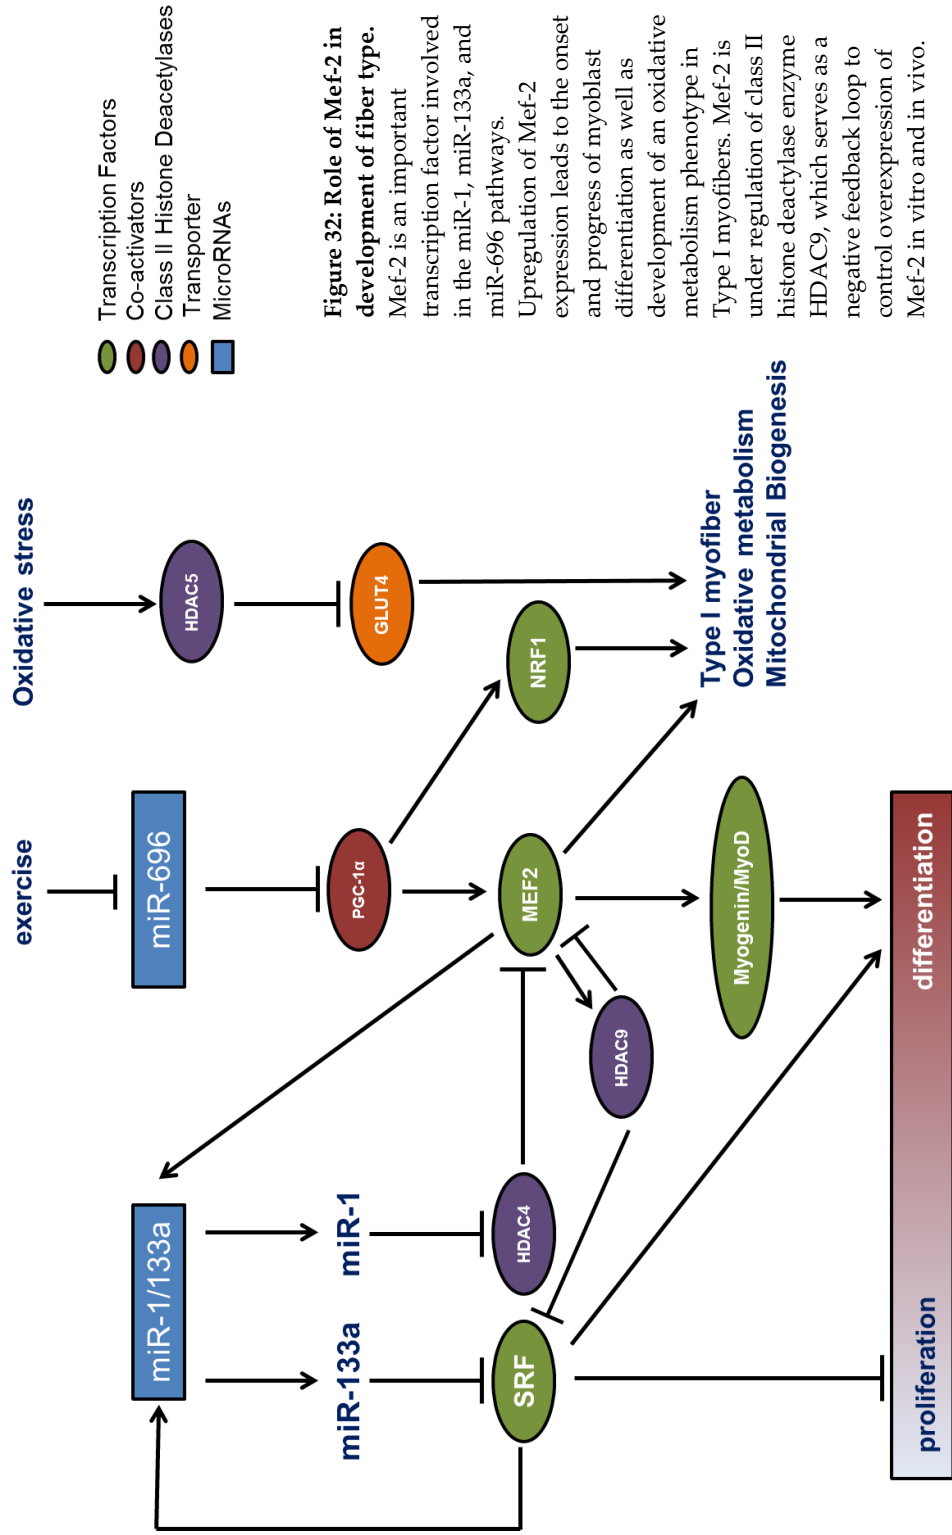 exercise
Oxidative stress
miR-1/133a
miR-696
HDAC5
miR-133a
miR-1
PGC-1α
GLUT4
SRF
HDAC4
MEF2
NRF1
HDAC9
Myogenin/MyoD
Type I myofiber
Oxidative metabolism
Mitochondrial Biogenesis
proliferation
differentiation
Transcription Factors
Co-activators
Class II Histone Deacetylases
Transporter
MicroRNAs
Figure 32: Role of Mef-2 in
development of fiber type.
Mef-2 is an important
transcription factor involved
in the miR-1, miR-133a, and
miR-696 pathways.
Upregulation of Mef-2
expression leads to the onset
and progress of myoblast
differentiation as well as
development of an oxidative
metabolism phenotype in
Type I myofibers. Mef-2 is
under regulation of class II
histone deactylase enzyme
HDAC9, which serves as a
negative feedback loop to
control overexpression of
Mef-2 in vitro and in vivo.